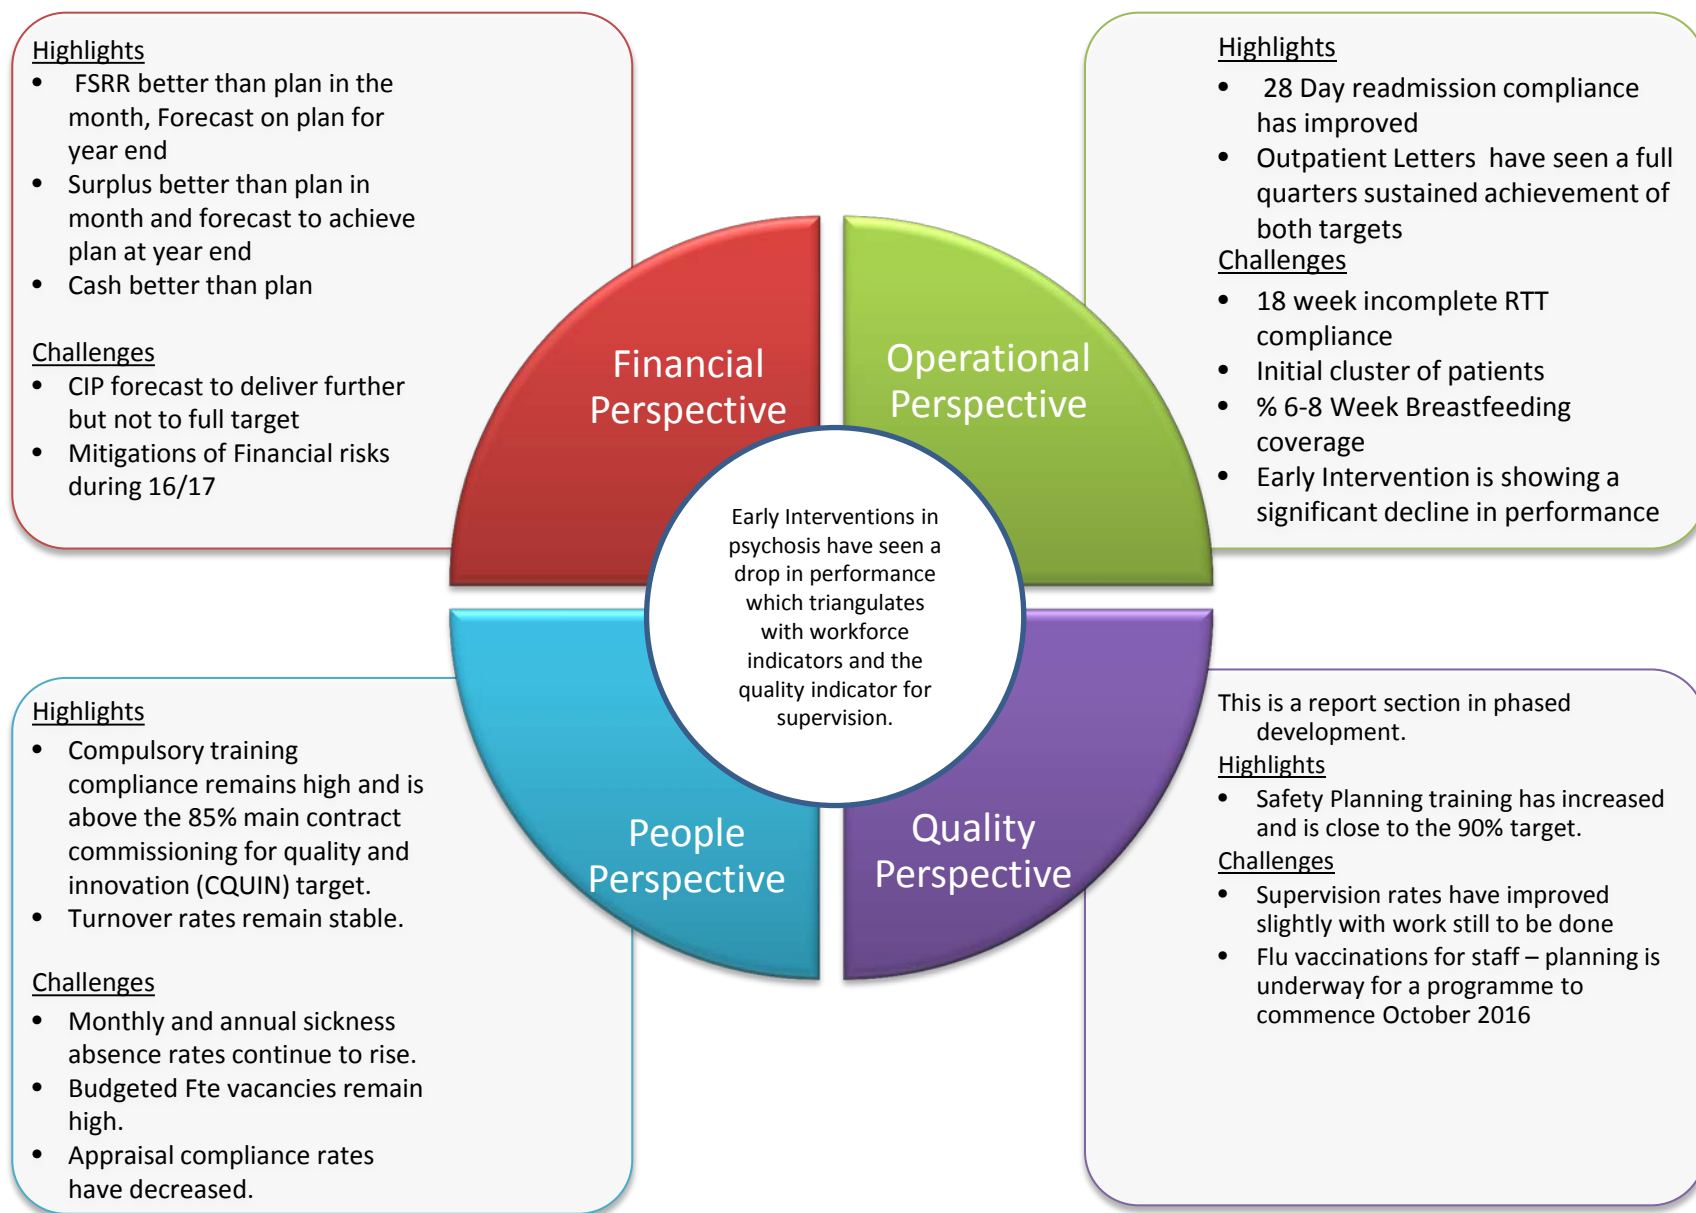 Highlights
• FSRR better than plan in the
month, Forecast on plan for
year end
• Surplus better than plan in
month and forecast to achieve
plan at year end
• Cash better than plan
Challenges
• CIP forecast to deliver further
but not to full target
• Mitigations of Financial risks
during 16/17
Highlights
• 28 Day readmission compliance
has improved
• Outpatient Letters have seen a full
quarters sustained achievement of
both targets
Challenges
• 18 week incomplete RTT
compliance
• Initial cluster of patients
• % 6-8 Week Breastfeeding
coverage
• Early Intervention is showing a
significant decline in performance
Financial
Perspective
Operational
Perspective
Early Interventions in
psychosis have seen a
drop in performance
which triangulates
with workforce
indicators and the
quality indicator for
supervision.
People
Perspective
Quality
Perspective
Highlights
• Compulsory training
compliance remains high and is
above the 85% main contract
commissioning for quality and
innovation (CQUIN) target.
• Turnover rates remain stable.
Challenges
• Monthly and annual sickness
absence rates continue to rise.
• Budgeted Fte vacancies remain
high.
• Appraisal compliance rates
have decreased.
This is a report section in phased
development.
Highlights
• Safety Planning training has increased
and is close to the 90% target.
Challenges
• Supervision rates have improved
slightly with work still to be done
• Flu vaccinations for staff – planning is
underway for a programme to
commence October 2016